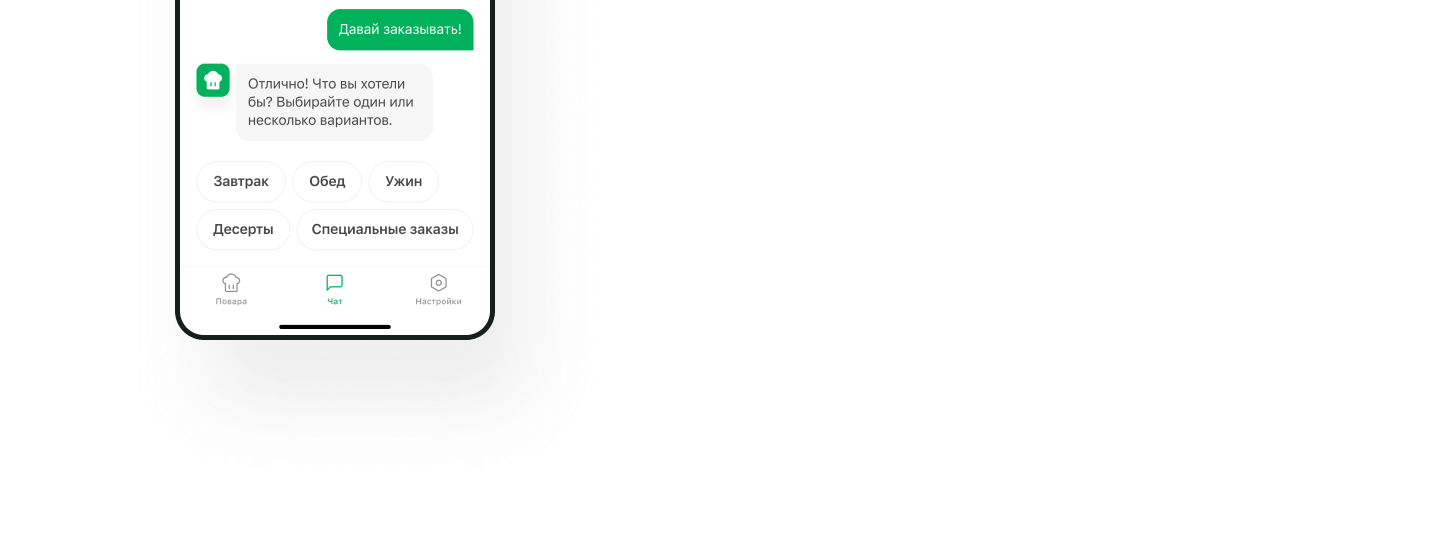 Давай заказывать!
Отлично! Что вы хотели
бы? Выбирайте один или
несколько вариантов.
Завтрак Обед Ужин
Десерты Специальные заказы
Повара Чат Настройки